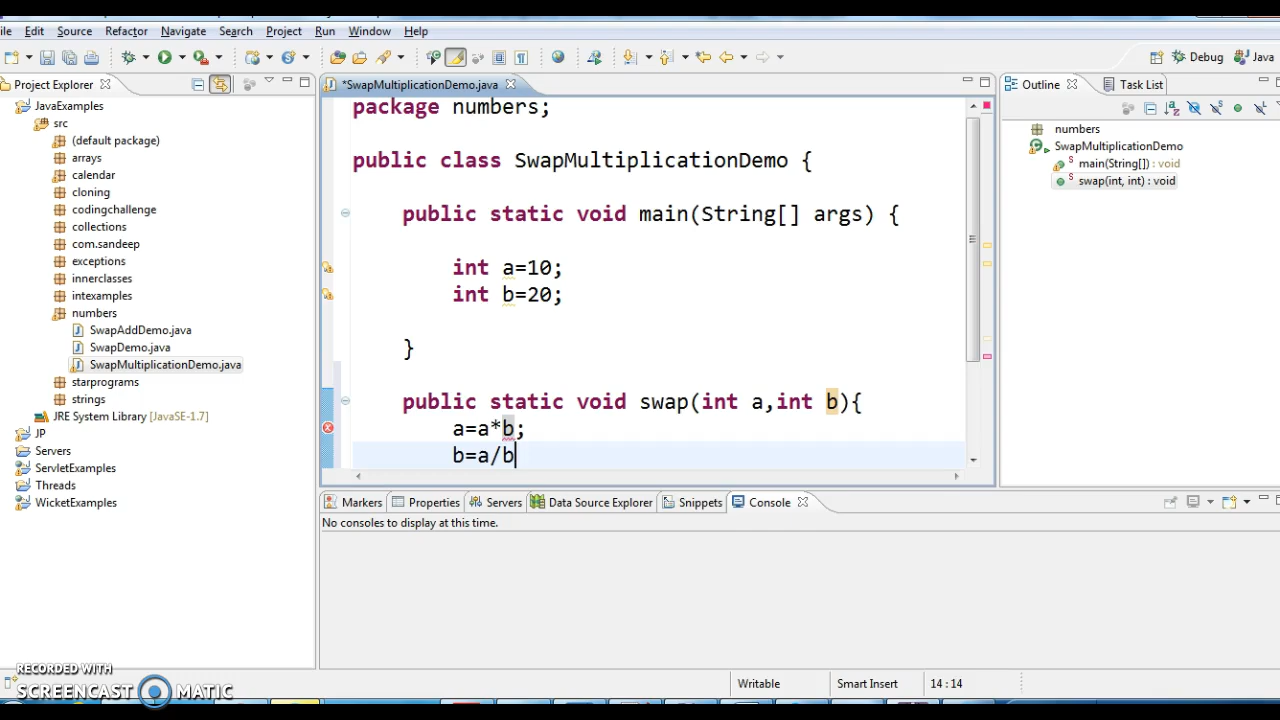 ile Edit Source Refactor Navigate Search Project Run Window Help
Debug Java
Project Explorer
*SwapMultiplicationDemo.java
Outline Task List
JavaExamples
src
(default package)
arrays
calendar
cloning
codingchallenge
collections
com.sandeep
exceptions
innerclasses
intexamples
numbers
SwapAddDemo.java
SwapDemo.java
SwapMultiplicationDemo.java
starprograms
strings
JRE System Library [JavaSE-1.7]
JP
Servers
ServletExamples
Threads
WicketExamples
package numbers;
public class SwapMultiplicationDemo {
public static void main(String[] args) {
int a=10;
int b=20;
}
public static void swap(int a,int b){
a=a*b;
b=a/b
numbers
SwapMultiplicationDemo
main(String[]) : void
swap(int, int) : void
Markers Properties Servers Data Source Explorer Snippets Console
No consoles to display at this time.
RECORDED WITH
SCREENCAST MATIC
Writable Smart Insert 14 : 14